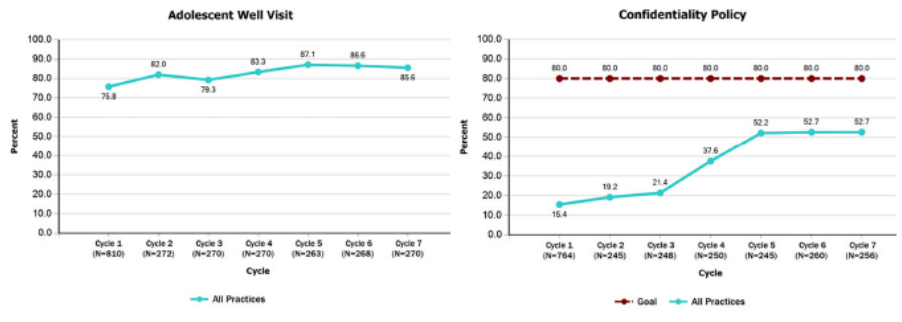 Adolescent Well Visit
100.0
90.0
80.0
70.0
60.0
50.0
40.0
30.0
20.0
10.0
0.0
Percent
75.8
82.0
79.3
83.3
87.1
86.6
85.6
Cycle 1 Cycle 2 Cycle 3 Cycle 4 Cycle 5 Cycle 6 Cycle 7
(N=810) (N=272) (N=270) (N=270) (N=263) (N=268) (N=270)
Cycle
All Practices
Confidentiality Policy
100.0
90.0
80.0
70.0
60.0
50.0
40.0
30.0
20.0
10.0
0.0
Percent
80.0 80.0 80.0 80.0 80.0 80.0 80.0
15.4
19.2
21.4
37.6
52.2
52.7
52.7
Cycle 1 Cycle 2 Cycle 3 Cycle 4 Cycle 5 Cycle 6 Cycle 7
(N=764) (N=245) (N=248) (N=250) (N=245) (N=260) (N=256)
Cycle
Goal All Practices